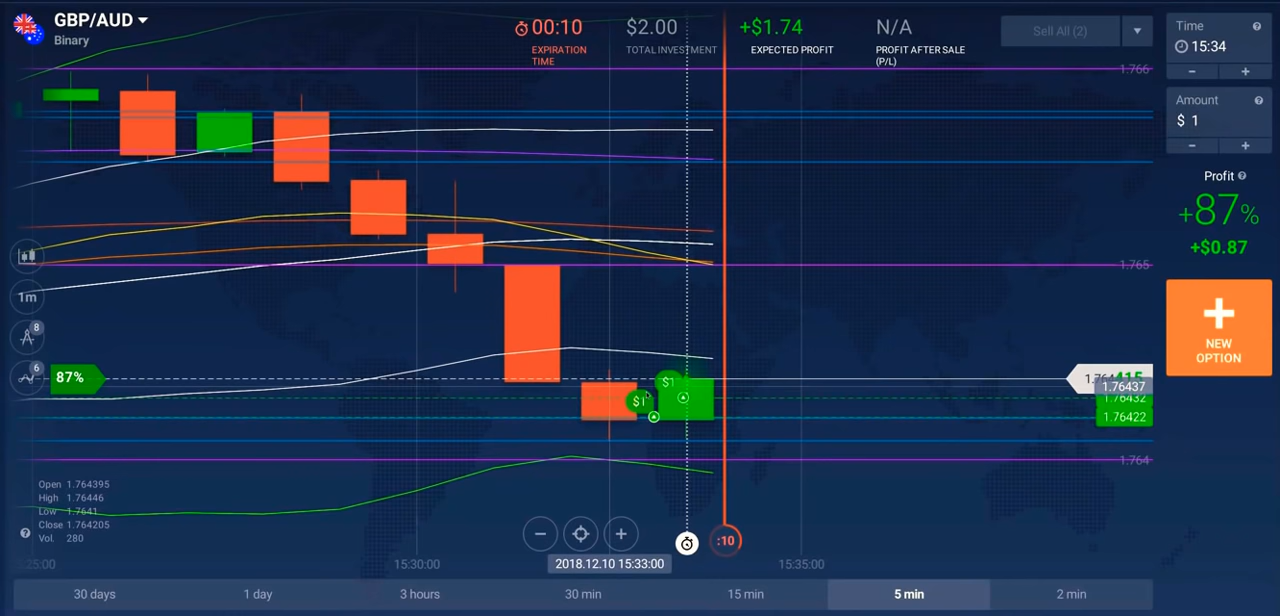 GBP/AUD
Binary
00:10
EXPIRATION
TIME
$2.00
TOTAL INVESTMENT
+$1.74
EXPECTED PROFIT
N/A
PROFIT AFTER SALE
(P/L)
Sell All (2)
Time
15:34
− +
Amount
$ 1
− +
Profit
+87%
+$0.87
NEW
OPTION
1.766
1.765
1.76437
1.76432
1.76422
1.764
1m
8
6
87%
$1
$1
Open 1.764395
High 1.76446
Low 1.7641
Close 1.764205
Vol. 280
− +
:10
2018.12.10 15:33:00
:25:00
15:30:00
15:35:00
30 days
1 day
3 hours
30 min
15 min
5 min
2 min